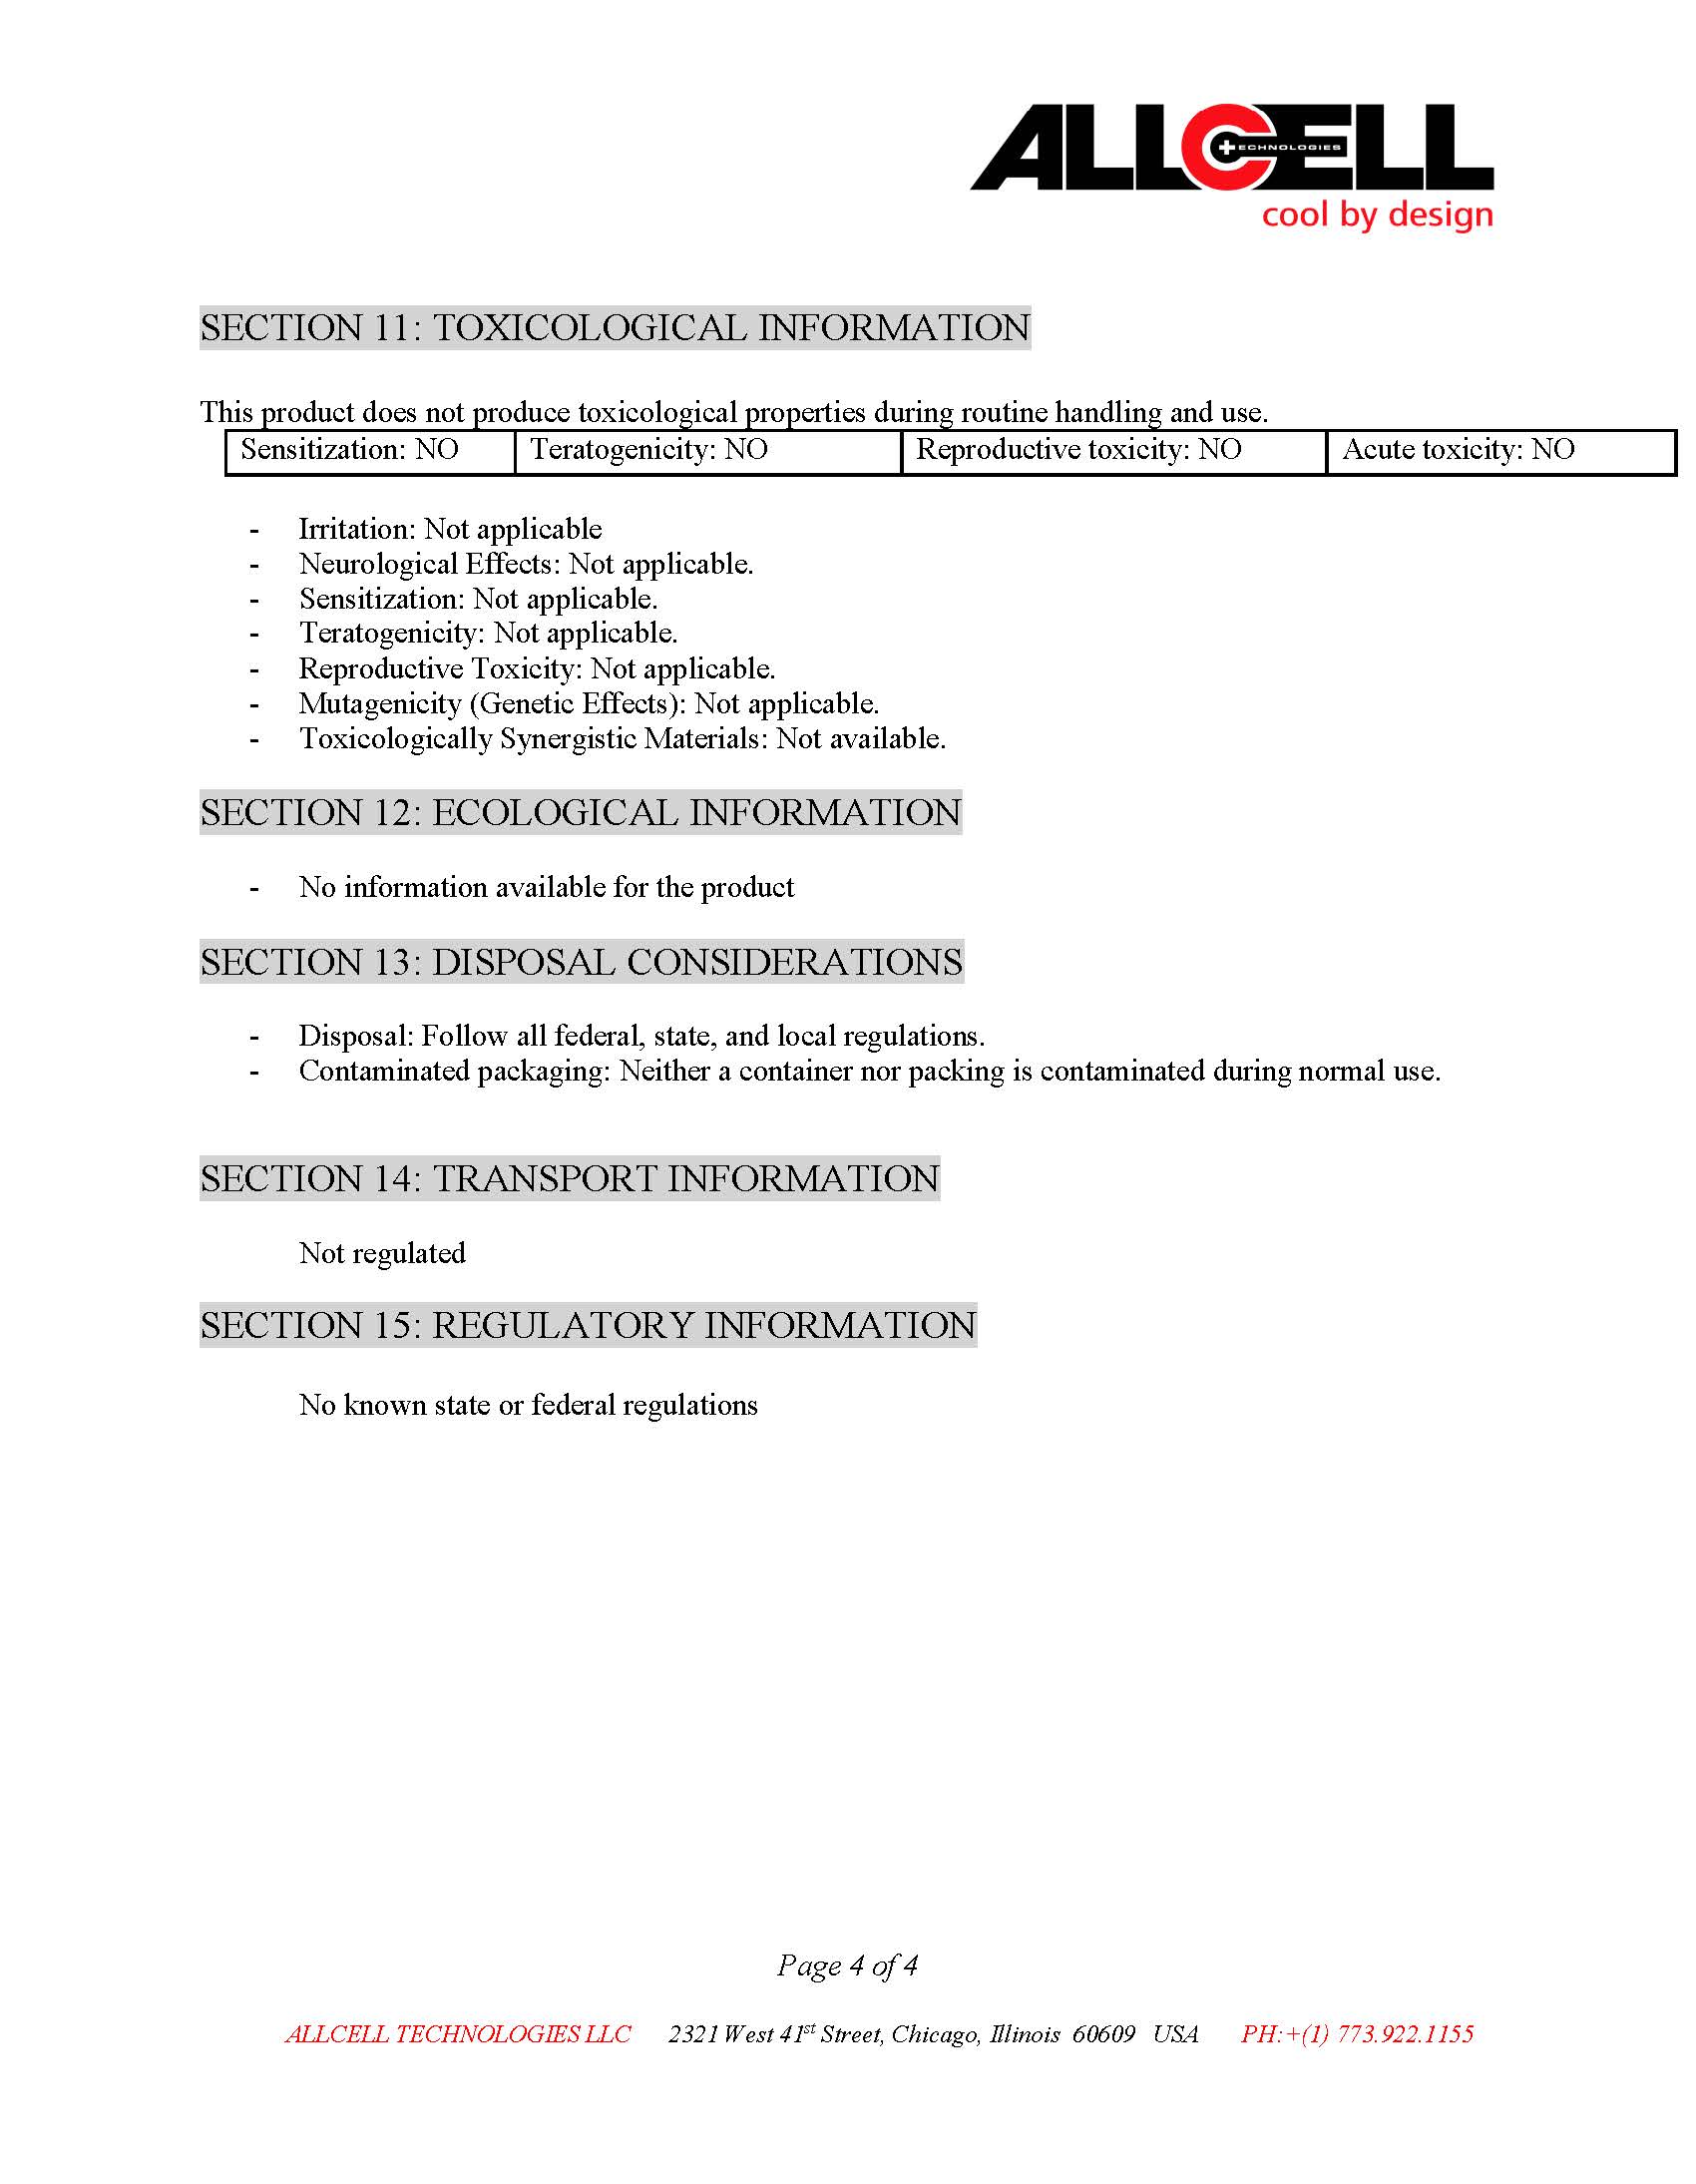 ALLCELL
TECHNOLOGIES
cool by design
SECTION 11: TOXICOLOGICAL INFORMATION
This product does not produce toxicological properties during routine handling and use.
Sensitization: NO Teratogenicity: NO Reproductive toxicity: NO Acute toxicity: NO
- Irritation: Not applicable
- Neurological Effects: Not applicable.
- Sensitization: Not applicable.
- Teratogenicity: Not applicable.
- Reproductive Toxicity: Not applicable.
- Mutagenicity (Genetic Effects): Not applicable.
- Toxicologically Synergistic Materials: Not available.
SECTION 12: ECOLOGICAL INFORMATION
- No information available for the product
SECTION 13: DISPOSAL CONSIDERATIONS
- Disposal: Follow all federal, state, and local regulations.
- Contaminated packaging: Neither a container nor packing is contaminated during normal use.
SECTION 14: TRANSPORT INFORMATION
Not regulated
SECTION 15: REGULATORY INFORMATION
No known state or federal regulations
Page 4 of 4
ALLCELL TECHNOLOGIES LLC 2321 West 41st Street, Chicago, Illinois 60609 USA PH:+(1) 773.922.1155